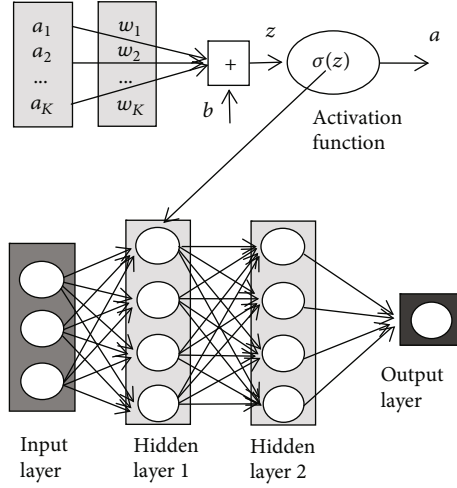 a1 w1
a2 w2
... ...
aK wK
+
z
σ(z)
a
b
Activation
function
Input
layer
Hidden
layer 1
Hidden
layer 2
Output
layer